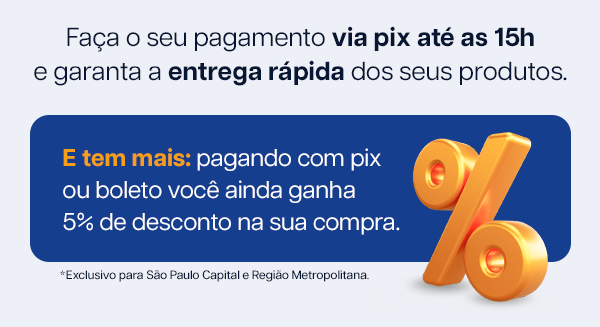 Faça o seu pagamento via pix até as 15h
e garanta a entrega rápida dos seus produtos.
E tem mais: pagando com pix
ou boleto você ainda ganha
5% de desconto na sua compra.
*Exclusivo para São Paulo Capital e Região Metropolitana.